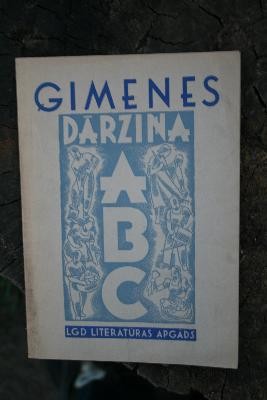 ĢIMENES
DĀRZIŅA
A
B
C
LGD LITERATŪRAS APGĀDS